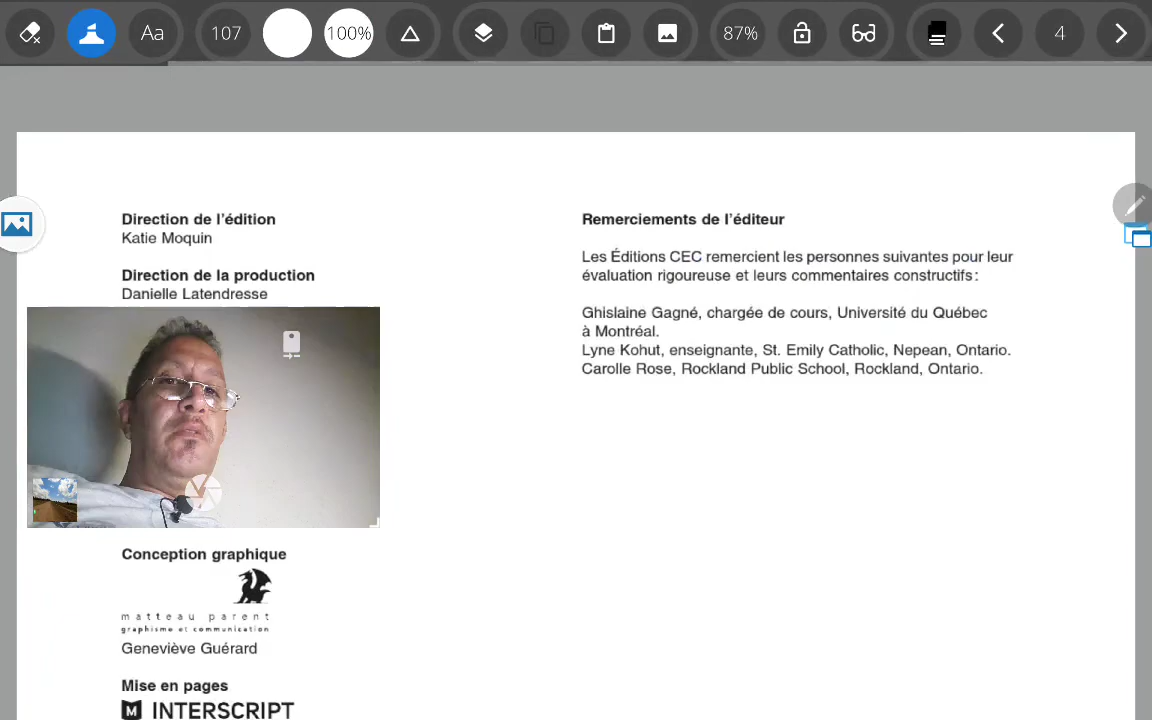 Aa
107
100%
87%
4
Direction de l'édition
Katie Moquin
Direction de la production
Danielle Latendresse
Conception graphique
matteau parent
graphisme et communication
Geneviève Guérard
Mise en pages
INTERSCRIPT
Remerciements de l'éditeur
Les Éditions CEC remercient les personnes suivantes pour leur
évaluation rigoureuse et leurs commentaires constructifs :
Ghislaine Gagné, chargée de cours, Université du Québec
à Montréal.
Lyne Kohut, enseignante, St. Emily Catholic, Nepean, Ontario.
Carolle Rose, Rockland Public School, Rockland, Ontario.